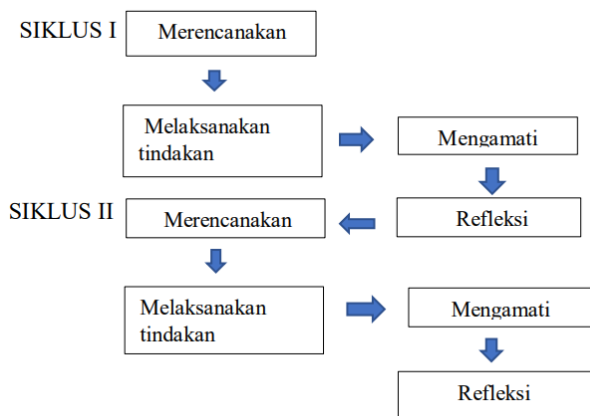 SIKLUS I
Merencanakan
Melaksanakan
tindakan
Mengamati
Refleksi
SIKLUS II
Merencanakan
Melaksanakan
tindakan
Mengamati
Refleksi